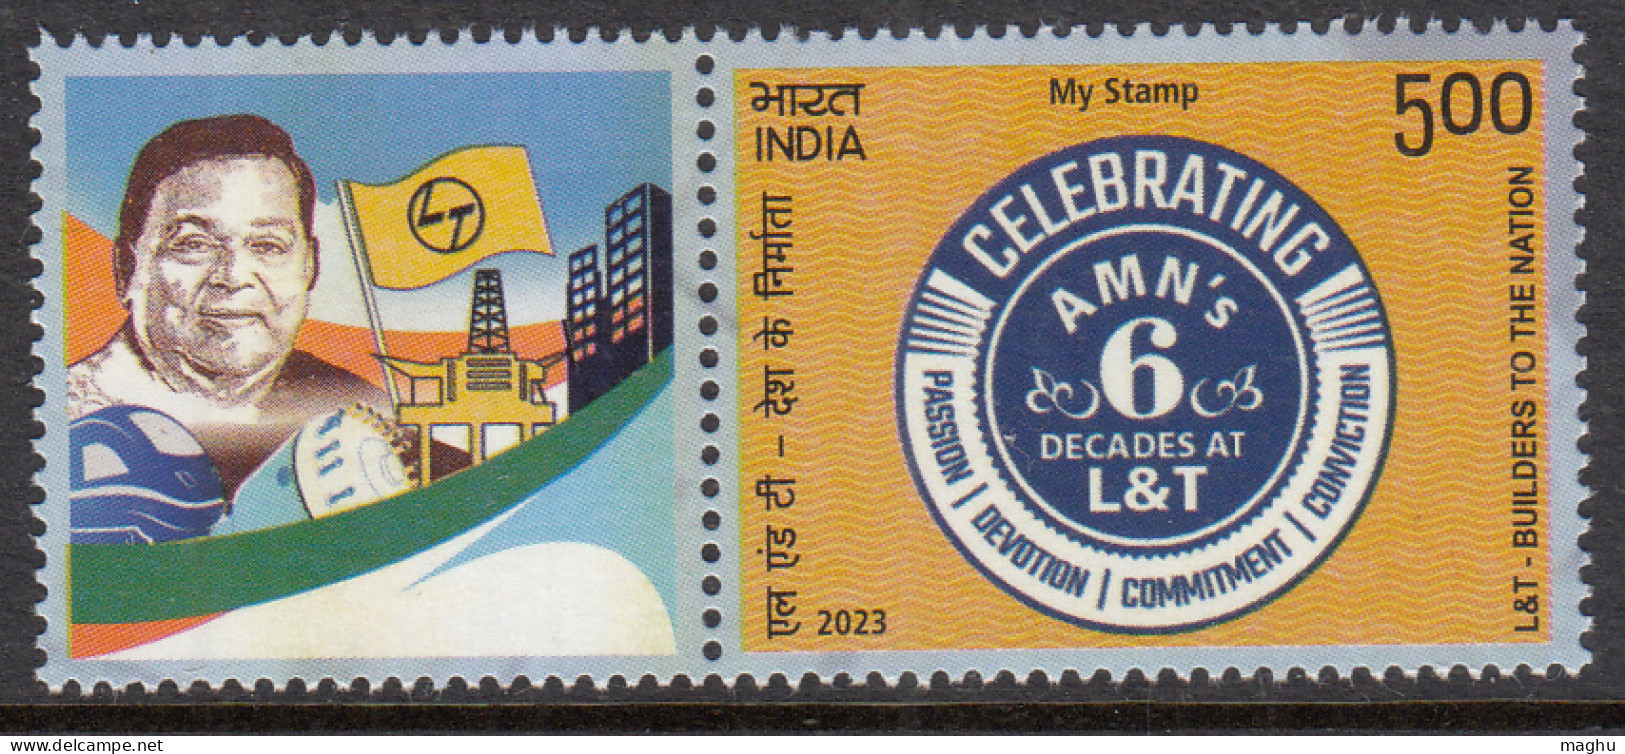 LT
भारत
INDIA
My Stamp
500
एल एंड टी – देश के निर्माता
2023
CELEBRATING
AMN's
6
DECADES AT
L&T
PASSION | DEVOTION | COMMITMENT | CONVICTION
L&T - BUILDERS TO THE NATION
www.delcampe.net
maghu